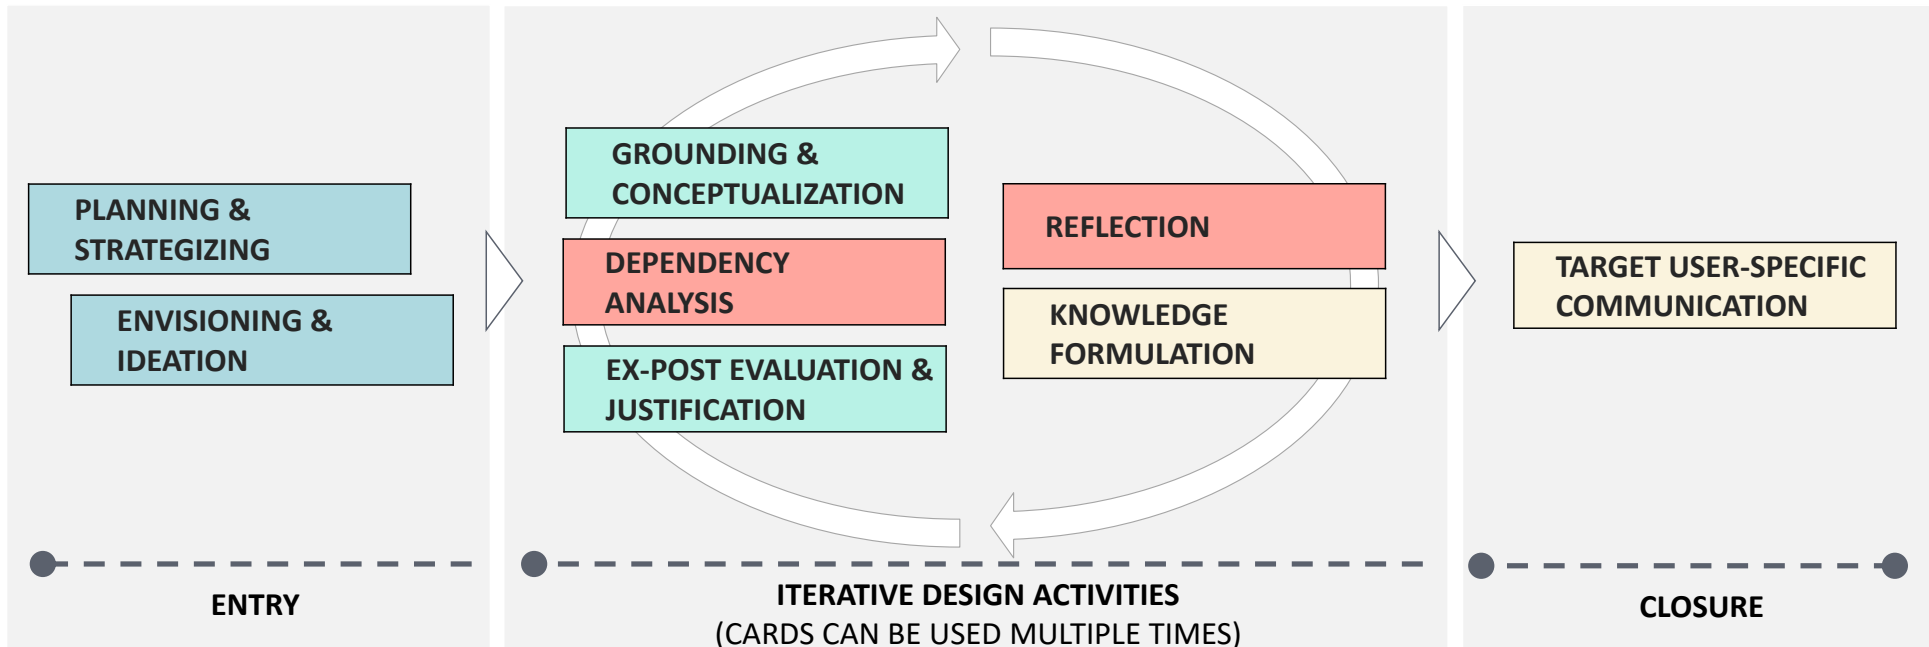 PLANNING &
STRATEGIZING
ENVISIONING &
IDEATION
ENTRY
GROUNDING &
CONCEPTUALIZATION
DEPENDENCY
ANALYSIS
EX-POST EVALUATION &
JUSTIFICATION
REFLECTION
KNOWLEDGE
FORMULATION
ITERATIVE DESIGN ACTIVITIES
(CARDS CAN BE USED MULTIPLE TIMES)
TARGET USER-SPECIFIC
COMMUNICATION
CLOSURE